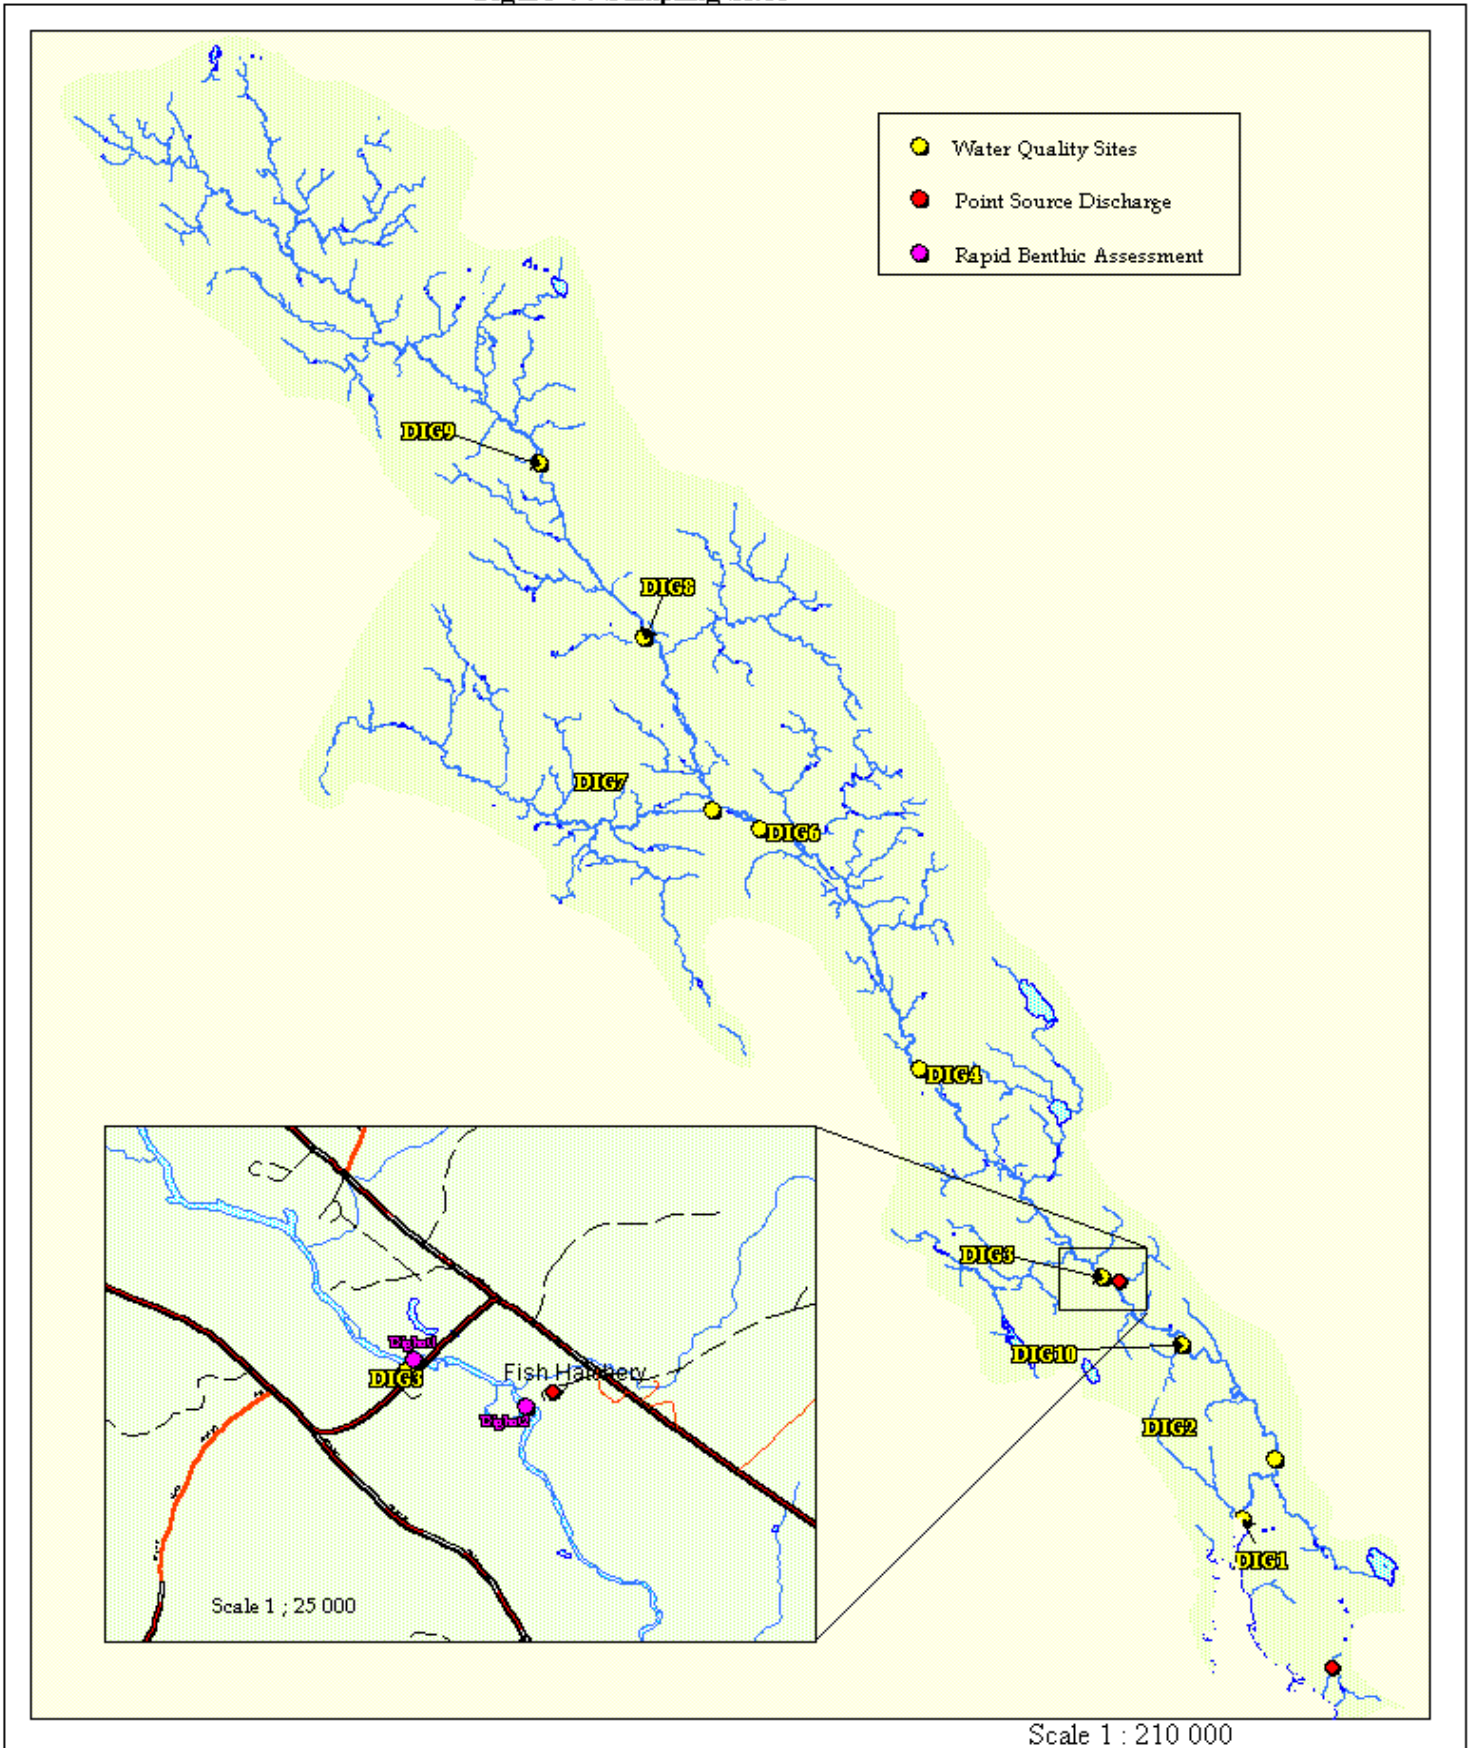 Water Quality Sites
Point Source Discharge
Rapid Benthic Assessment
DIG9
DIG8
DIG7
DIG6
DIG4
DIG3
DIG10
DIG2
DIG1
Fish Hatchery
DIG3
Scale 1 ; 25 000
Scale 1 : 210 000